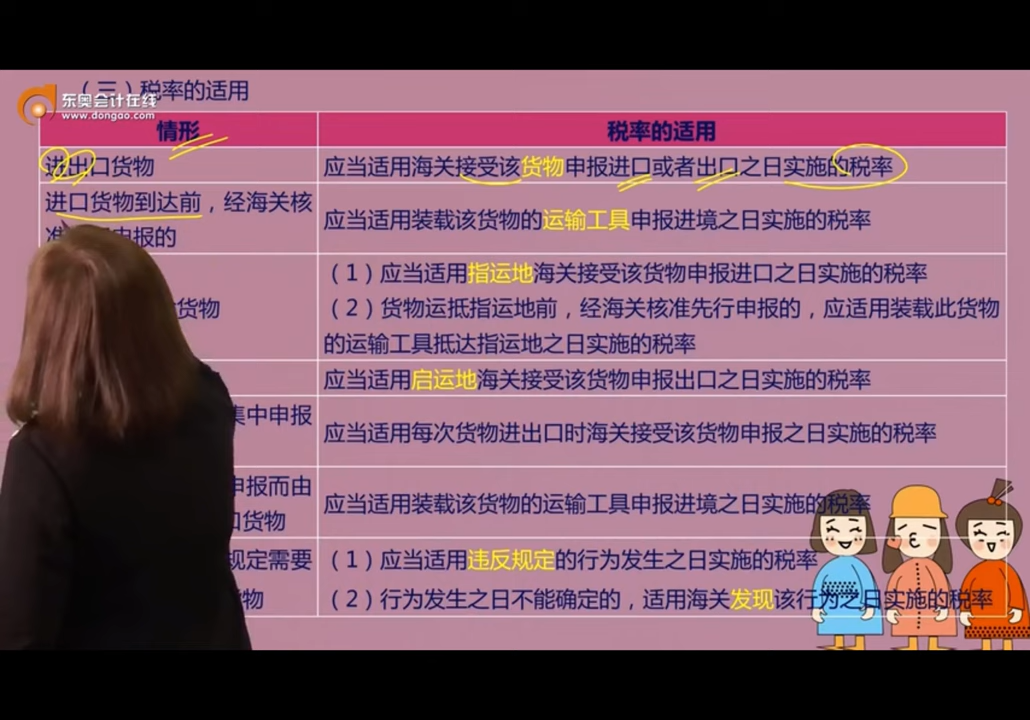 （三）税率的适用
东奥会计在线
www.dongao.com
情形
税率的适用
进出口货物
应当适用海关接受该货物申报进口或者出口之日实施的税率
进口货物到达前，经海关核
申报的
应当适用装载该货物的运输工具申报进境之日实施的税率
货物
（1）应当适用指运地海关接受该货物申报进口之日实施的税率
（2）货物运抵指运地前，经海关核准先行申报的，应适用装载此货物
的运输工具抵达指运地之日实施的税率
应当适用启运地海关接受该货物申报出口之日实施的税率
集中申报
应当适用每次货物进出口时海关接受该货物申报之日实施的税率
申报而由
口货物
应当适用装载该货物的运输工具申报进境之日实施的税率
规定需要
货物
（1）应当适用违反规定的行为发生之日实施的税率
（2）行为发生之日不能确定的，适用海关发现该行为之日实施的税率